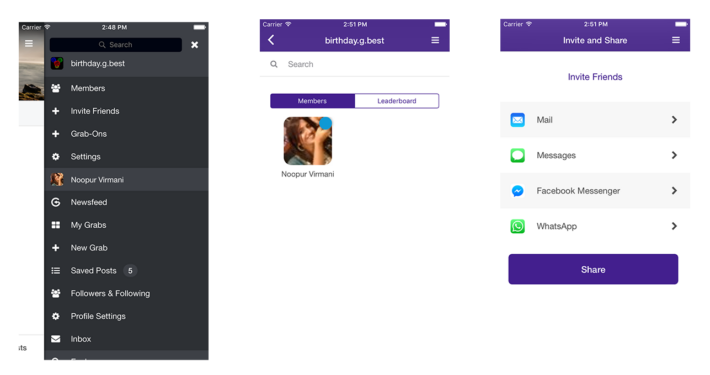 Carrier 2:48 PM
Search
birthday.g.best
Members
Invite Friends
Grab-Ons
Settings
Noopur Virmani
Newsfeed
My Grabs
New Grab
Saved Posts 5
Followers & Following
Profile Settings
Inbox
sts
Carrier 2:51 PM
birthday.g.best
Search
Members Leaderboard
Noopur Virmani
Carrier 2:51 PM
Invite and Share
Invite Friends
Mail
Messages
Facebook Messenger
WhatsApp
Share